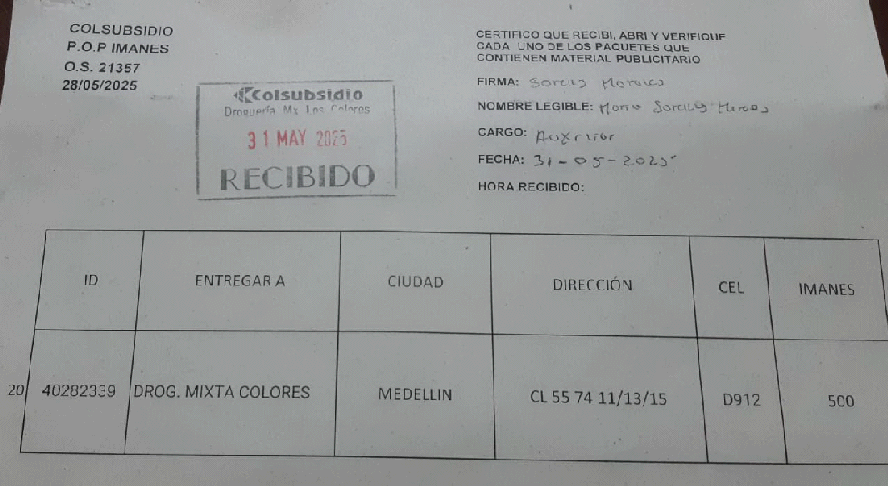 COLSUBSIDIO
P.O.P IMANES
O.S. 21357
28/05/2025
Colsubsidio
Droguería Mx Los Colores
31 MAY 2025
RECIBIDO
CERTIFICO QUE RECIBI, ABRI Y VERIFIQUE
CADA UNO DE LOS PAQUETES QUE
CONTIENEN MATERIAL PUBLICITARIO
FIRMA:
NOMBRE LEGIBLE:
CARGO:
FECHA: 31-05-2025
HORA RECIBIDO:
ID ENTREGAR A CIUDAD DIRECCIÓN CEL IMANES
20 40282339 DROG. MIXTA COLORES MEDELLIN CL 55 74 11/13/15 D912 500